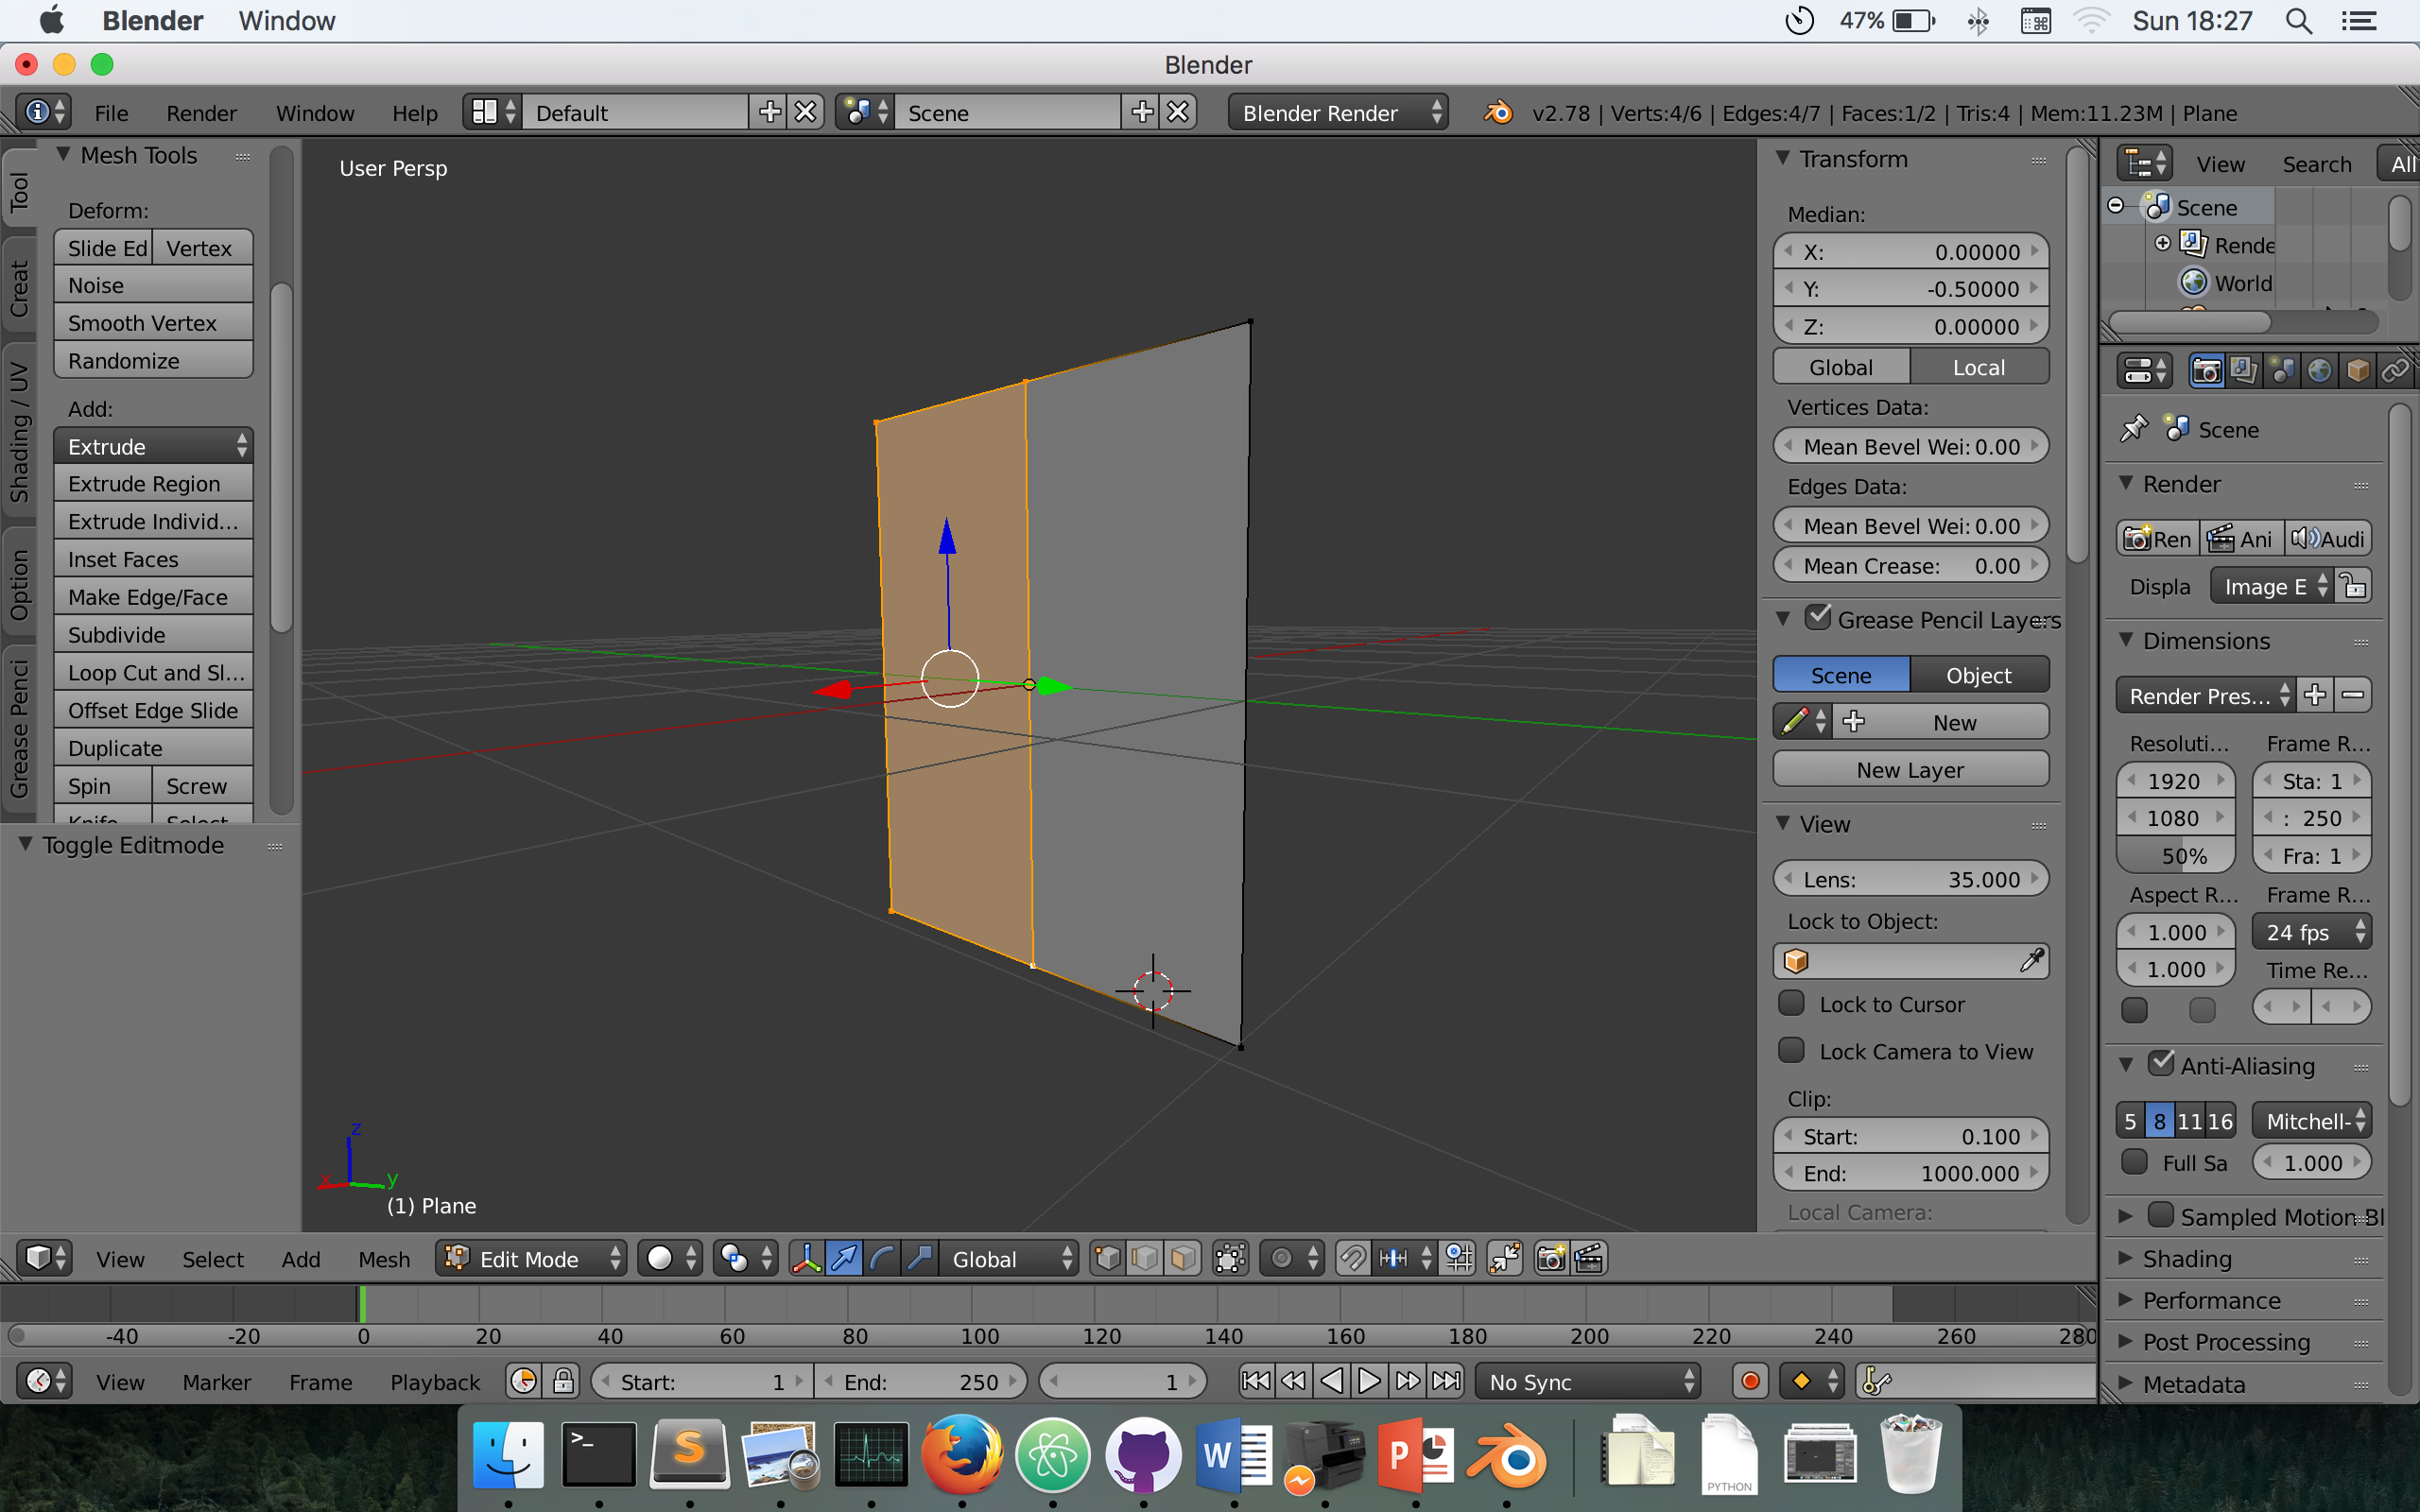 Blender Window 47% Sun 18:27
Blender
File Render Window Help Default Scene Blender Render v2.78 | Verts:4/6 | Edges:4/7 | Faces:1/2 | Tris:4 | Mem:11.23M | Plane
Tool
Creat
Shading / UV
Option
Grease Penci
Mesh Tools
Deform:
Slide Ed Vertex
Noise
Smooth Vertex
Randomize
Add:
Extrude
Extrude Region
Extrude Individ...
Inset Faces
Make Edge/Face
Subdivide
Loop Cut and Sl...
Offset Edge Slide
Duplicate
Spin Screw
Knife Select
Toggle Editmode
User Persp
z
x y
(1) Plane
Transform
Median:
X: 0.00000
Y: -0.50000
Z: 0.00000
Global Local
Vertices Data:
Mean Bevel Wei: 0.00
Edges Data:
Mean Bevel Wei: 0.00
Mean Crease: 0.00
Grease Pencil Layers
Scene Object
New
New Layer
View
Lens: 35.000
Lock to Object:
Lock to Cursor
Lock Camera to View
Clip:
Start: 0.100
End: 1000.000
Local Camera:
View Search All
Scene
Rende
World
Scene
Render
Ren Ani Audi
Displa Image E
Dimensions
Render Pres...
Resoluti... Frame R...
1920 Sta: 1
1080 : 250
50% Fra: 1
Aspect R... Frame R...
1.000 24 fps
1.000 Time Re...
Anti-Aliasing
5 8 11 16 Mitchell-
Full Sa 1.000
Sampled Motion Bl
Shading
Performance
Post Processing
Metadata
View Select Add Mesh Edit Mode Global
-40 -20 0 20 40 60 80 100 120 140 160 180 200 220 240 260 280
View Marker Frame Playback Start: 1 End: 250 1 No Sync
>_ S W P PYTHON